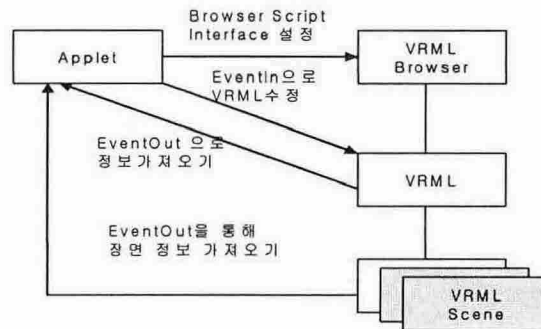 Browser Script
Interface 설정
Applet
VRML
Browser
EventIn으로
VRML수정
EventOut 으로
정보가져오기
VRML
EventOut을 통해
장면 정보 가져오기
VRML
Scene